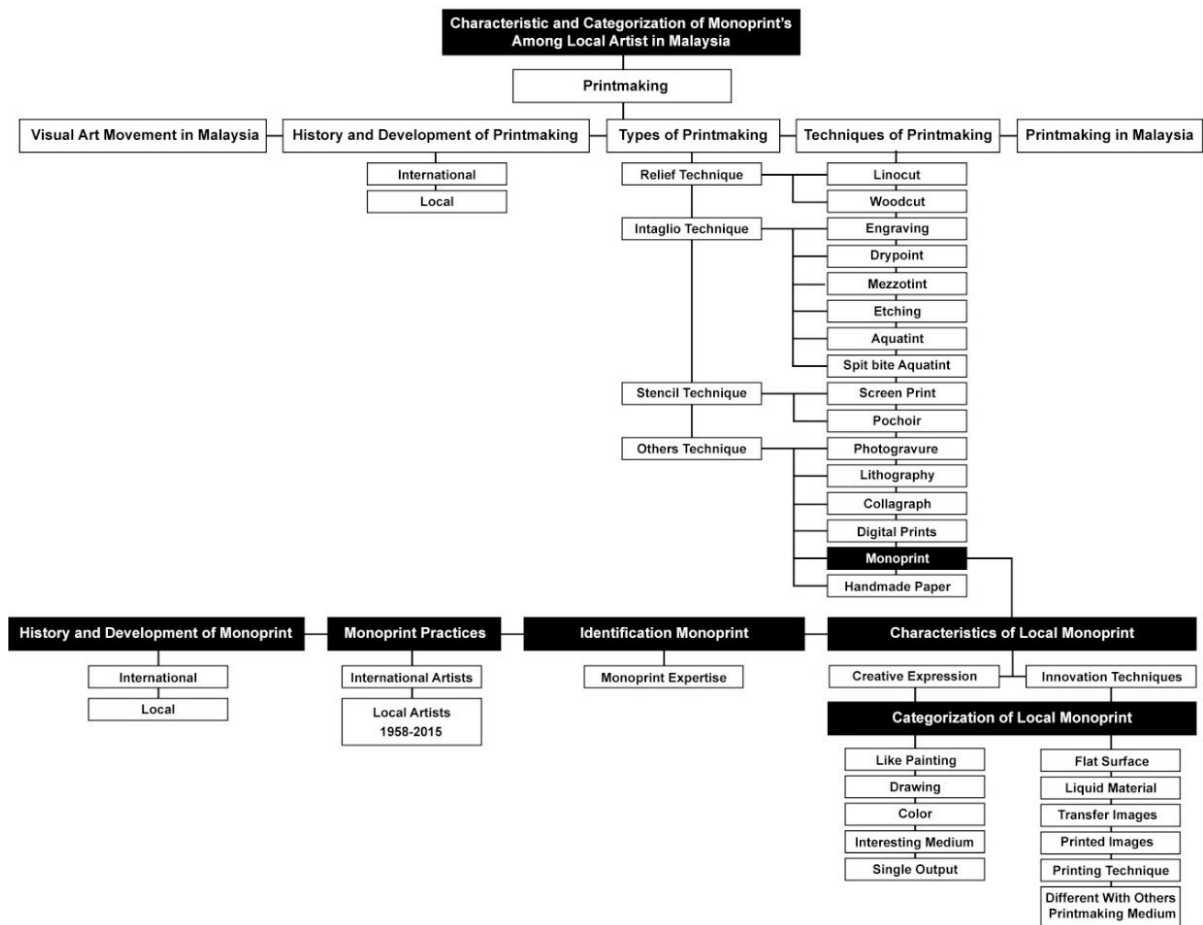 Characteristic and Categorization of Monoprint's
Among Local Artist in Malaysia
Printmaking
Visual Art Movement in Malaysia
History and Development of Printmaking
Types of Printmaking
Techniques of Printmaking
Printmaking in Malaysia
International
Local
Relief Technique
Intaglio Technique
Stencil Technique
Others Technique
Linocut
Woodcut
Engraving
Drypoint
Mezzotint
Etching
Aquatint
Spit bite Aquatint
Screen Print
Pochoir
Photogravure
Lithography
Collagraph
Digital Prints
Monoprint
Handmade Paper
History and Development of Monoprint
Monoprint Practices
Identification Monoprint
Characteristics of Local Monoprint
International
Local
International Artists
Local Artists
1958-2015
Monoprint Expertise
Creative Expression
Innovation Techniques
Categorization of Local Monoprint
Like Painting
Drawing
Color
Interesting Medium
Single Output
Flat Surface
Liquid Material
Transfer Images
Printed Images
Printing Technique
Different With Others
Printmaking Medium